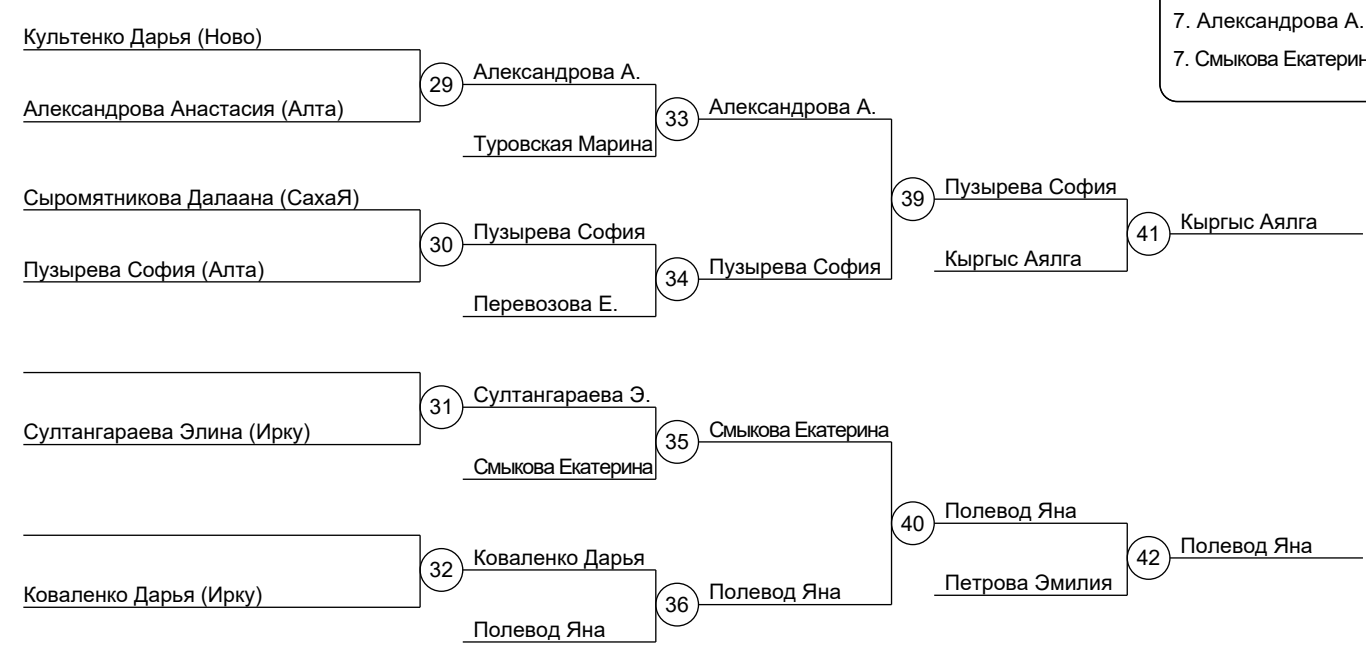 7. Александрова А.
Культенко Дарья (Ново)
7. Смыкова Екатерин
29
Александрова А.
Александрова Анастасия (Алта)
33
Александрова А.
Туровская Марина
Сыромятникова Далаана (СахаЯ)
39
Пузырева София
30
Пузырева София
41
Кыргыс Аялга
Пузырева София (Алта)
34
Пузырева София
Кыргыс Аялга
Перевозова Е.
31
Султангараева Э.
Султангараева Элина (Ирку)
35
Смыкова Екатерина
Смыкова Екатерина
40
Полевод Яна
32
Коваленко Дарья
42
Полевод Яна
Коваленко Дарья (Ирку)
36
Полевод Яна
Петрова Эмилия
Полевод Яна